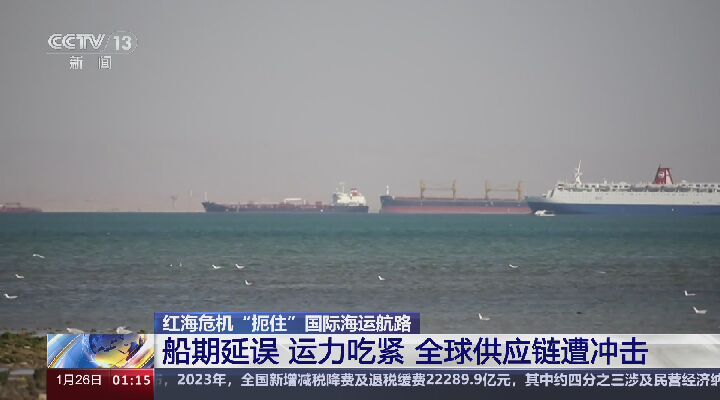 CCTV 13
新闻
红海危机“扼住”国际海运航路
船期延误 运力吃紧 全球供应链遭冲击
1月26日 01:15 2023年，全国新增减税降费及退税缓费22289.9亿元，其中约四分之三涉及民营经济纳